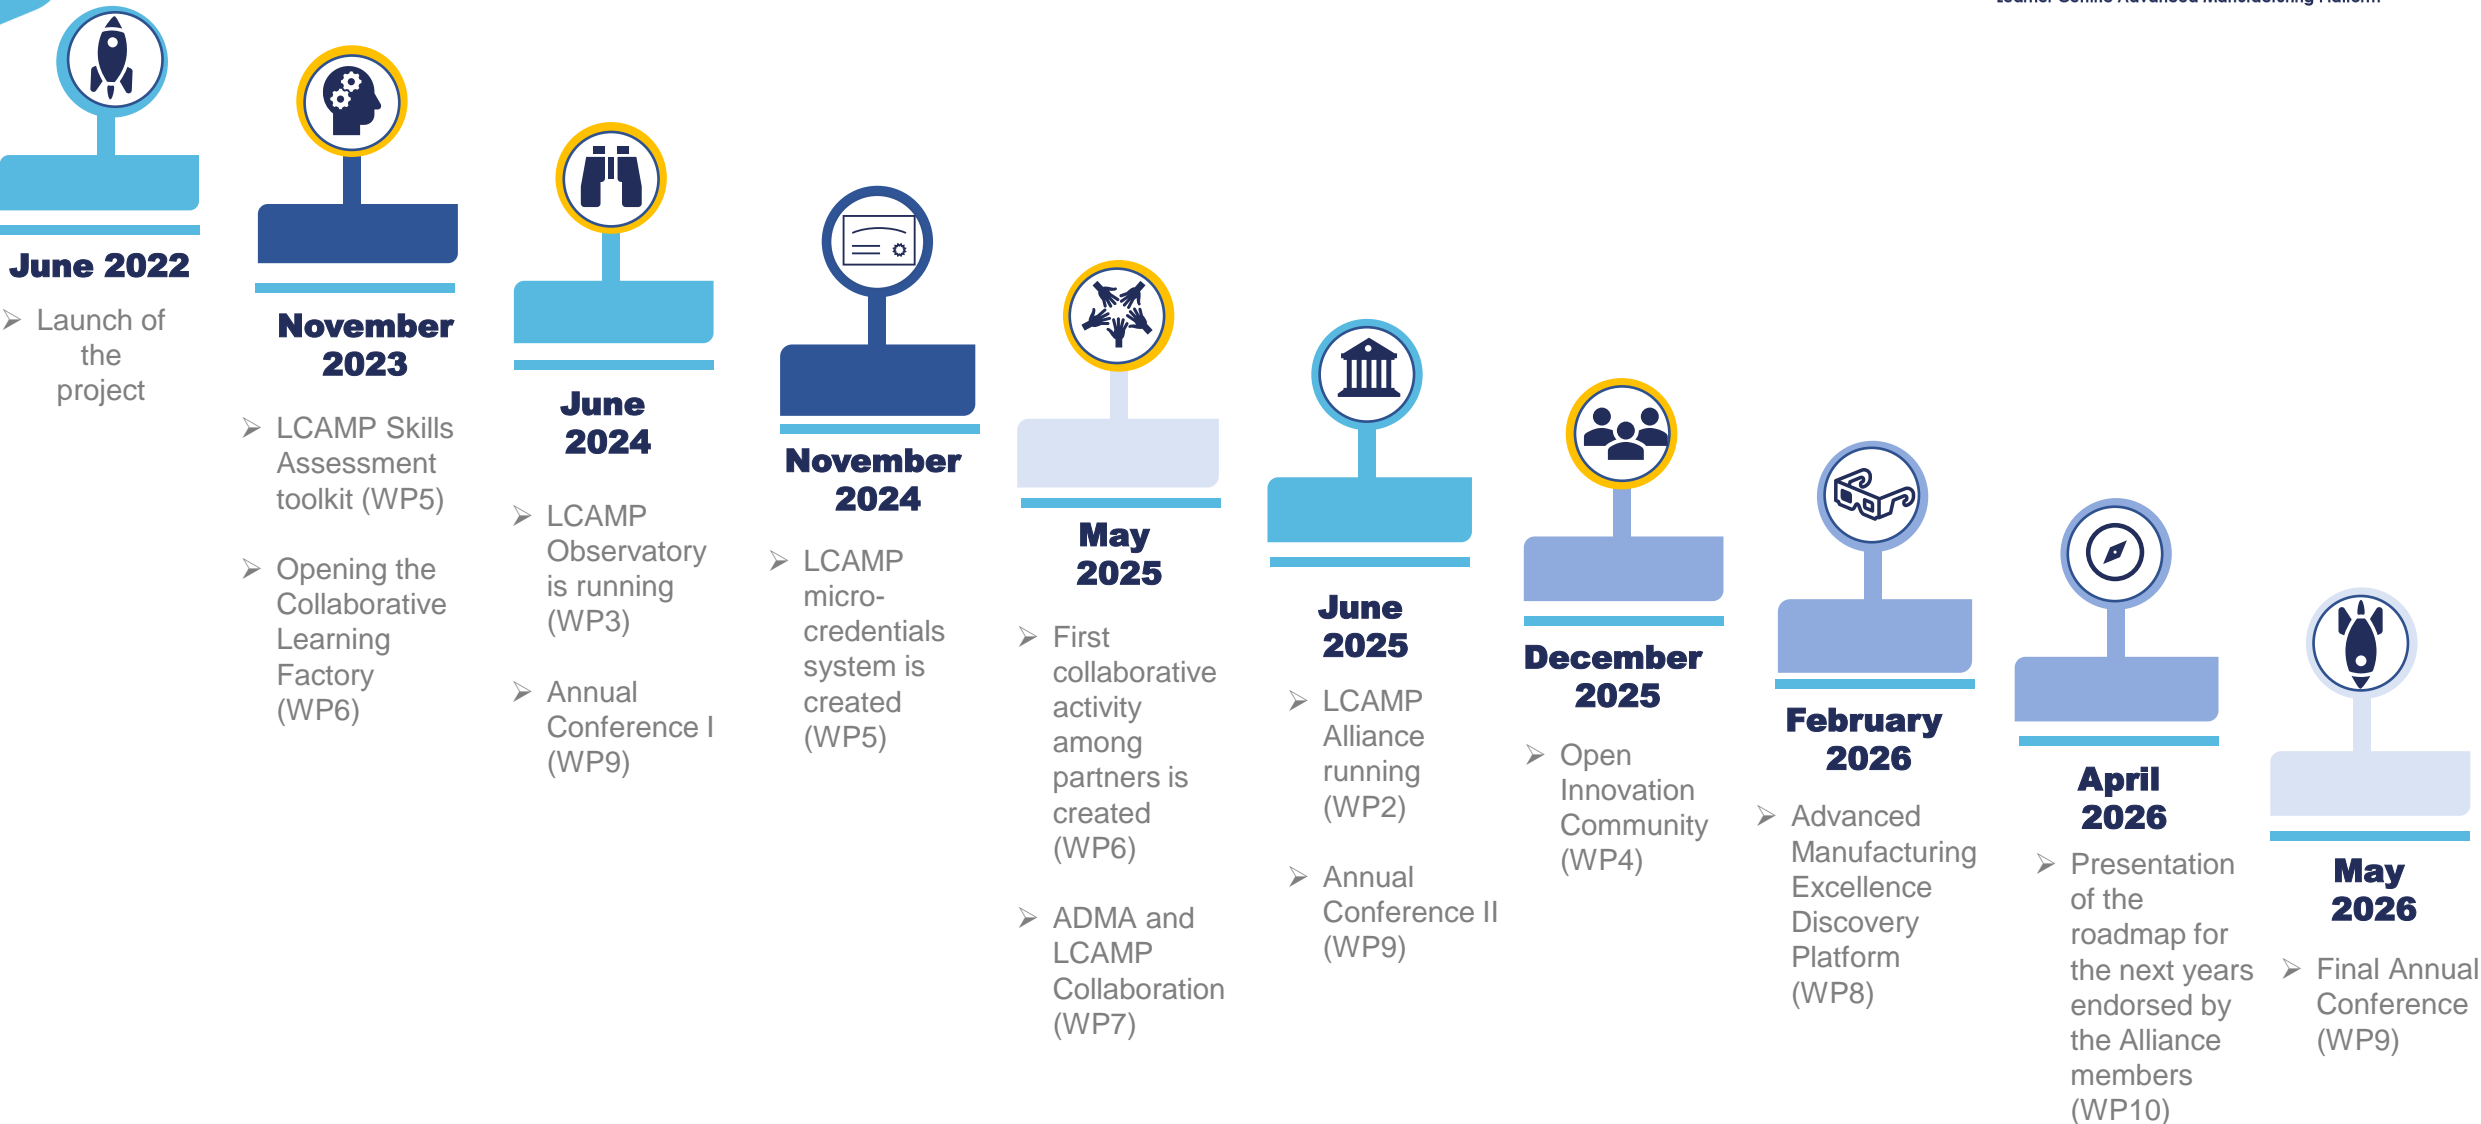 Learner Centric Advanced Manufacturing Platform
June 2022
➢ Launch of
the
project
November
2023
➢ LCAMP Skills
Assessment
toolkit (WP5)
➢ Opening the
Collaborative
Learning
Factory
(WP6)
June
2024
➢ LCAMP
Observatory
is running
(WP3)
➢ Annual
Conference I
(WP9)
November
2024
➢ LCAMP
micro-
credentials
system is
created
(WP5)
May
2025
➢ First
collaborative
activity
among
partners is
created
(WP6)
➢ ADMA and
LCAMP
Collaboration
(WP7)
June
2025
➢ LCAMP
Alliance
running
(WP2)
➢ Annual
Conference II
(WP9)
December
2025
➢ Open
Innovation
Community
(WP4)
February
2026
➢ Advanced
Manufacturing
Excellence
Discovery
Platform
(WP8)
April
2026
➢ Presentation
of the
roadmap for
the next years
endorsed by
the Alliance
members
(WP10)
May
2026
➢ Final Annual
Conference
(WP9)